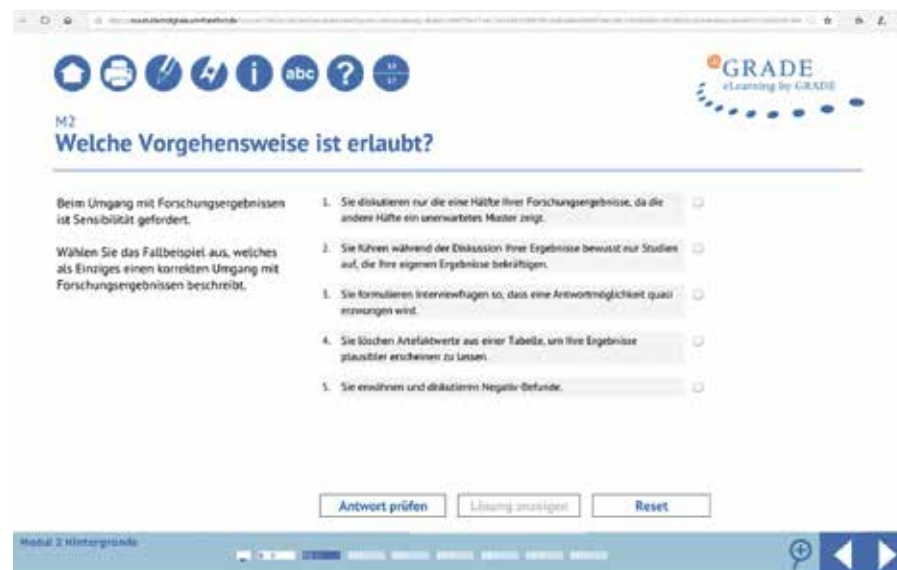 i
abc
?
@GRADE
eLearning by GRADE
M2
Welche Vorgehensweise ist erlaubt?
Beim Umgang mit Forschungsergebnissen
ist Sensibilität gefordert.
Wählen Sie das Fallbeispiel aus, welches
als Einziges einen korrekten Umgang mit
Forschungsergebnissen beschreibt.
1. Sie diskutieren nur die eine Hälfte Ihrer Forschungsergebnisse, da die
andere Hälfte ein unerwartetes Muster zeigt.
2. Sie führen während der Diskussion Ihrer Ergebnisse bewusst nur Studien
auf, die Ihre eigenen Ergebnisse bekräftigen.
3. Sie formulieren Interviewfragen so, dass eine Antwortmöglichkeit quasi
erzwungen wird.
4. Sie löschen Artefaktwerte aus einer Tabelle, um Ihre Ergebnisse
plausibler erscheinen zu lassen.
5. Sie erwähnen und diskutieren Negativ-Befunde.
Antwort prüfen
Lösung anzeigen
Reset
Modul 2 Hintergründe